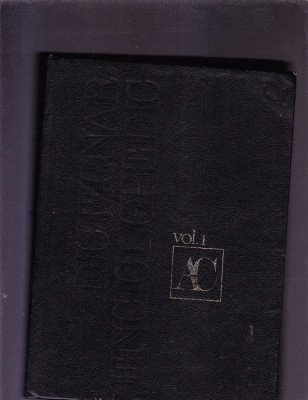 DICȚIONAR
ENCICLOPEDIC
VOL. I
AC